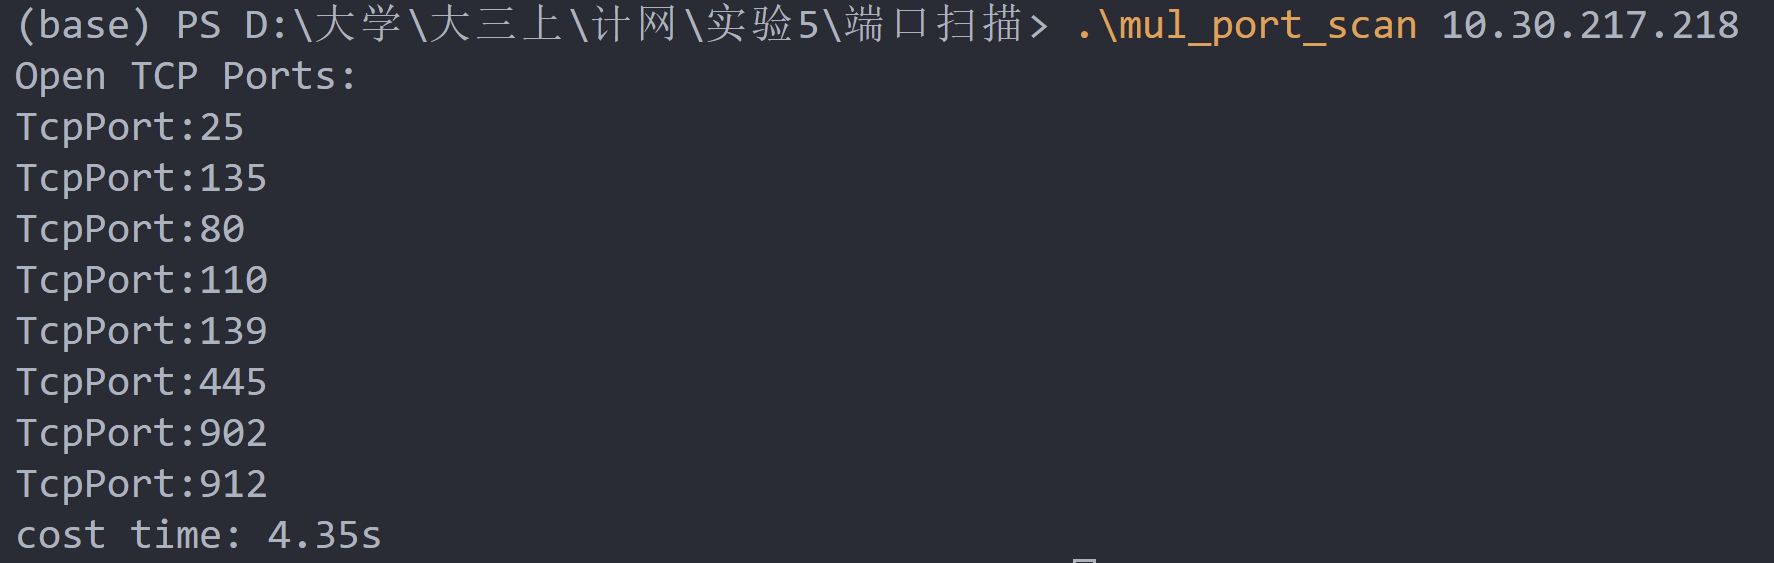 (base) PS D:\大学\大三上\计网\实验5\端口扫描> .\mul_port_scan 10.30.217.218
Open TCP Ports:
TcpPort:25
TcpPort:135
TcpPort:80
TcpPort:110
TcpPort:139
TcpPort:445
TcpPort:902
TcpPort:912
cost time: 4.35s